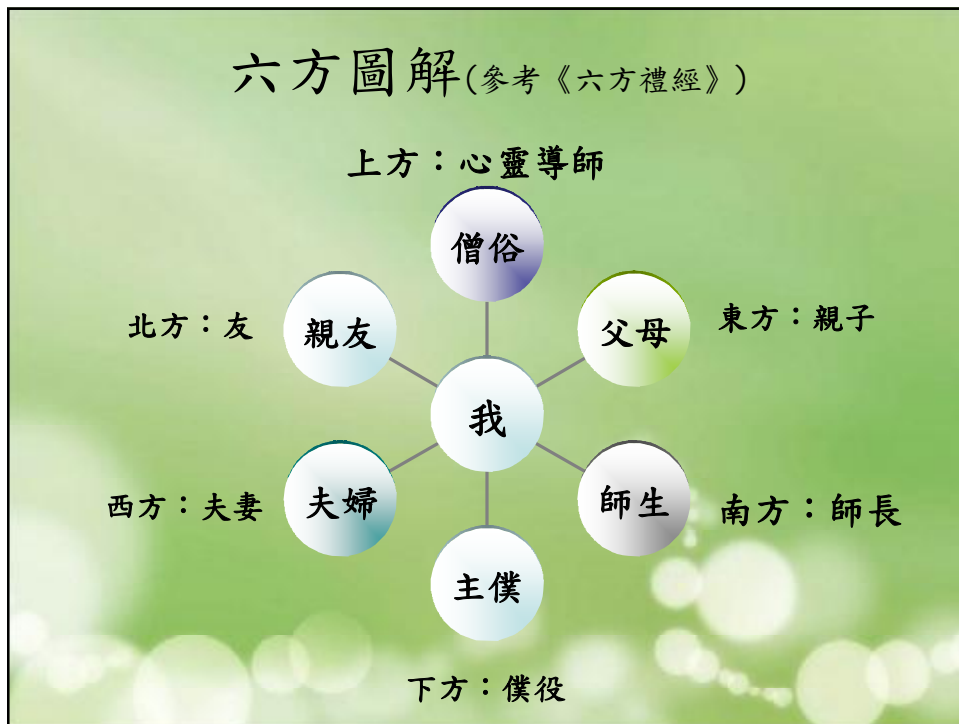 六方圖解(參考《六方禮經》)
上方：心靈導師
僧俗
北方：友
親友
父母
東方：親子
我
西方：夫妻
夫婦
師生
南方：師長
主僕
下方：僕役